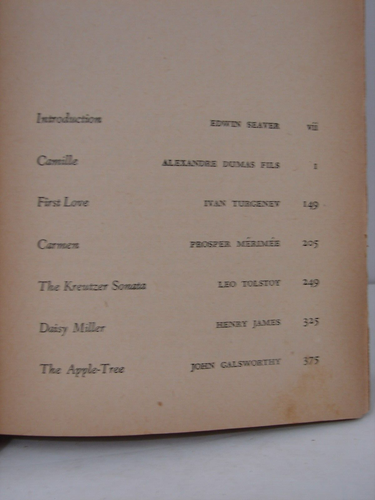 Introduction EDWIN SEAVER vii
Camille ALEXANDRE DUMAS FILS 1
First Love IVAN TURGENEV 149
Carmen PROSPER MÉRIMÉE 205
The Kreutzer Sonata LEO TOLSTOY 249
Daisy Miller HENRY JAMES 325
The Apple-Tree JOHN GALSWORTHY 375